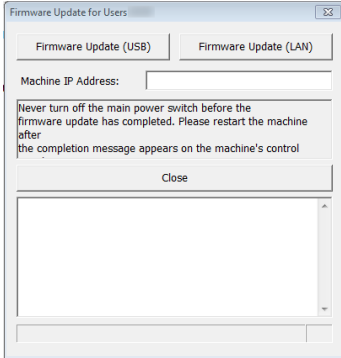 Firmware Update for Users
Firmware Update (USB) Firmware Update (LAN)
Machine IP Address:
Never turn off the main power switch before the
firmware update has completed. Please restart the machine
after
the completion message appears on the machine's control
Close